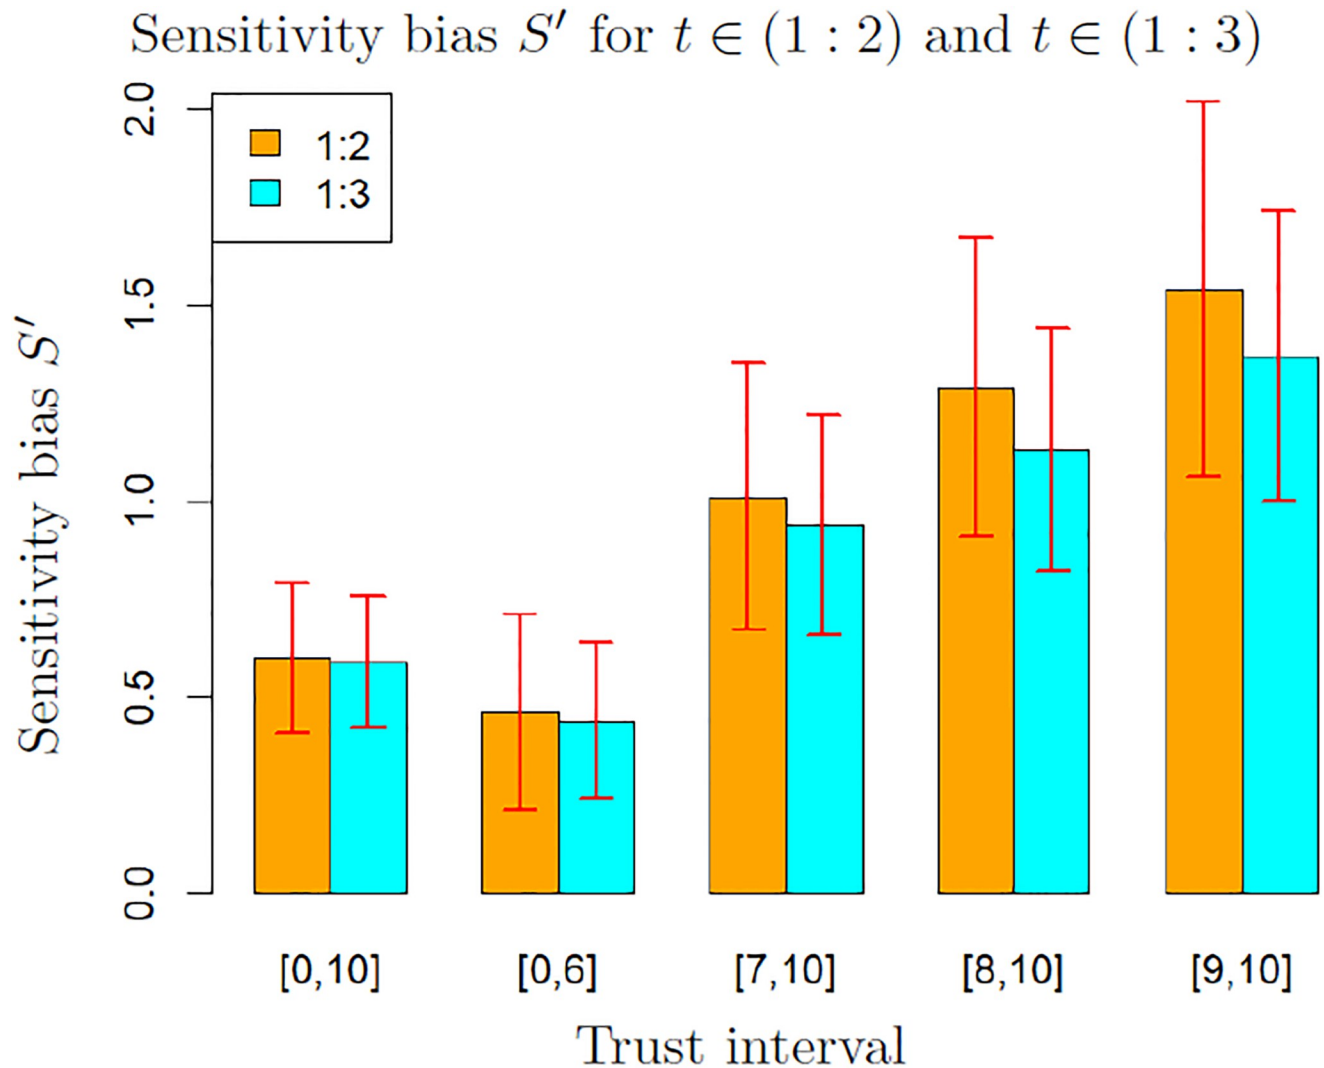 Sensitivity bias S′ for t ∈ (1 : 2) and t ∈ (1 : 3)
1:2
1:3
2.0
1.5
1.0
0.5
0.0
Sensitivity bias S′
[0,10] [0,6] [7,10] [8,10] [9,10]
Trust interval